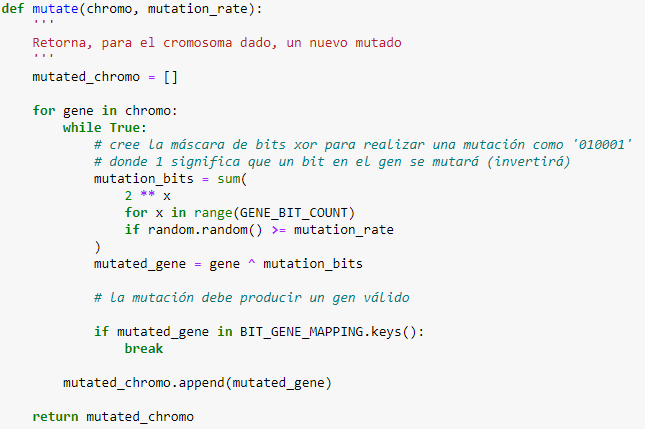 def mutate(chromo, mutation_rate):
    '''
    Retorna, para el cromosoma dado, un nuevo mutado
    '''
    mutated_chromo = []

    for gene in chromo:
        while True:
            # cree la máscara de bits xor para realizar una mutación como '010001'
            # donde 1 significa que un bit en el gen se mutará (invertirá)
            mutation_bits = sum(
                2 ** x
                for x in range(GENE_BIT_COUNT)
                if random.random() >= mutation_rate
            )
            mutated_gene = gene ^ mutation_bits

            # la mutación debe producir un gen válido

            if mutated_gene in BIT_GENE_MAPPING.keys():
                break

        mutated_chromo.append(mutated_gene)

    return mutated_chromo